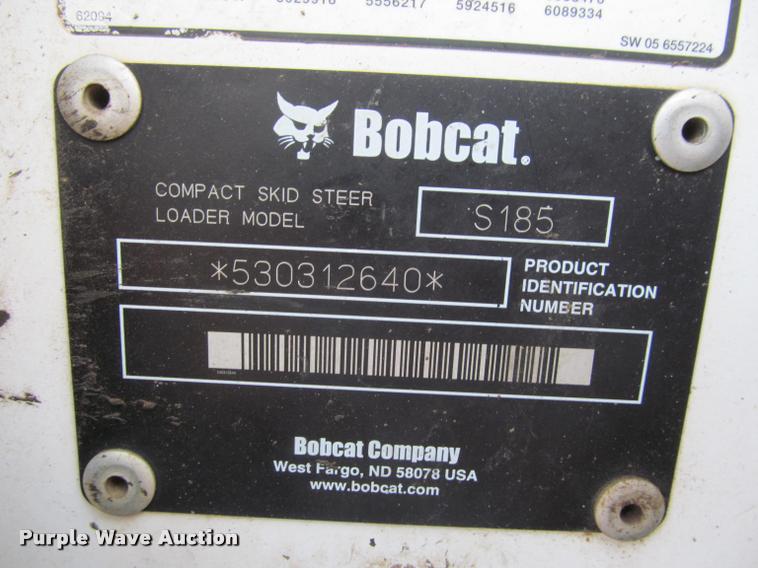 5556217 5924516 6089334
62094
SW 05 6557224
Bobcat.
COMPACT SKID STEER
LOADER MODEL
S185
*530312640*
PRODUCT
IDENTIFICATION
NUMBER
Bobcat Company
West Fargo, ND 58078 USA
www.bobcat.com
Purple Wave Auction